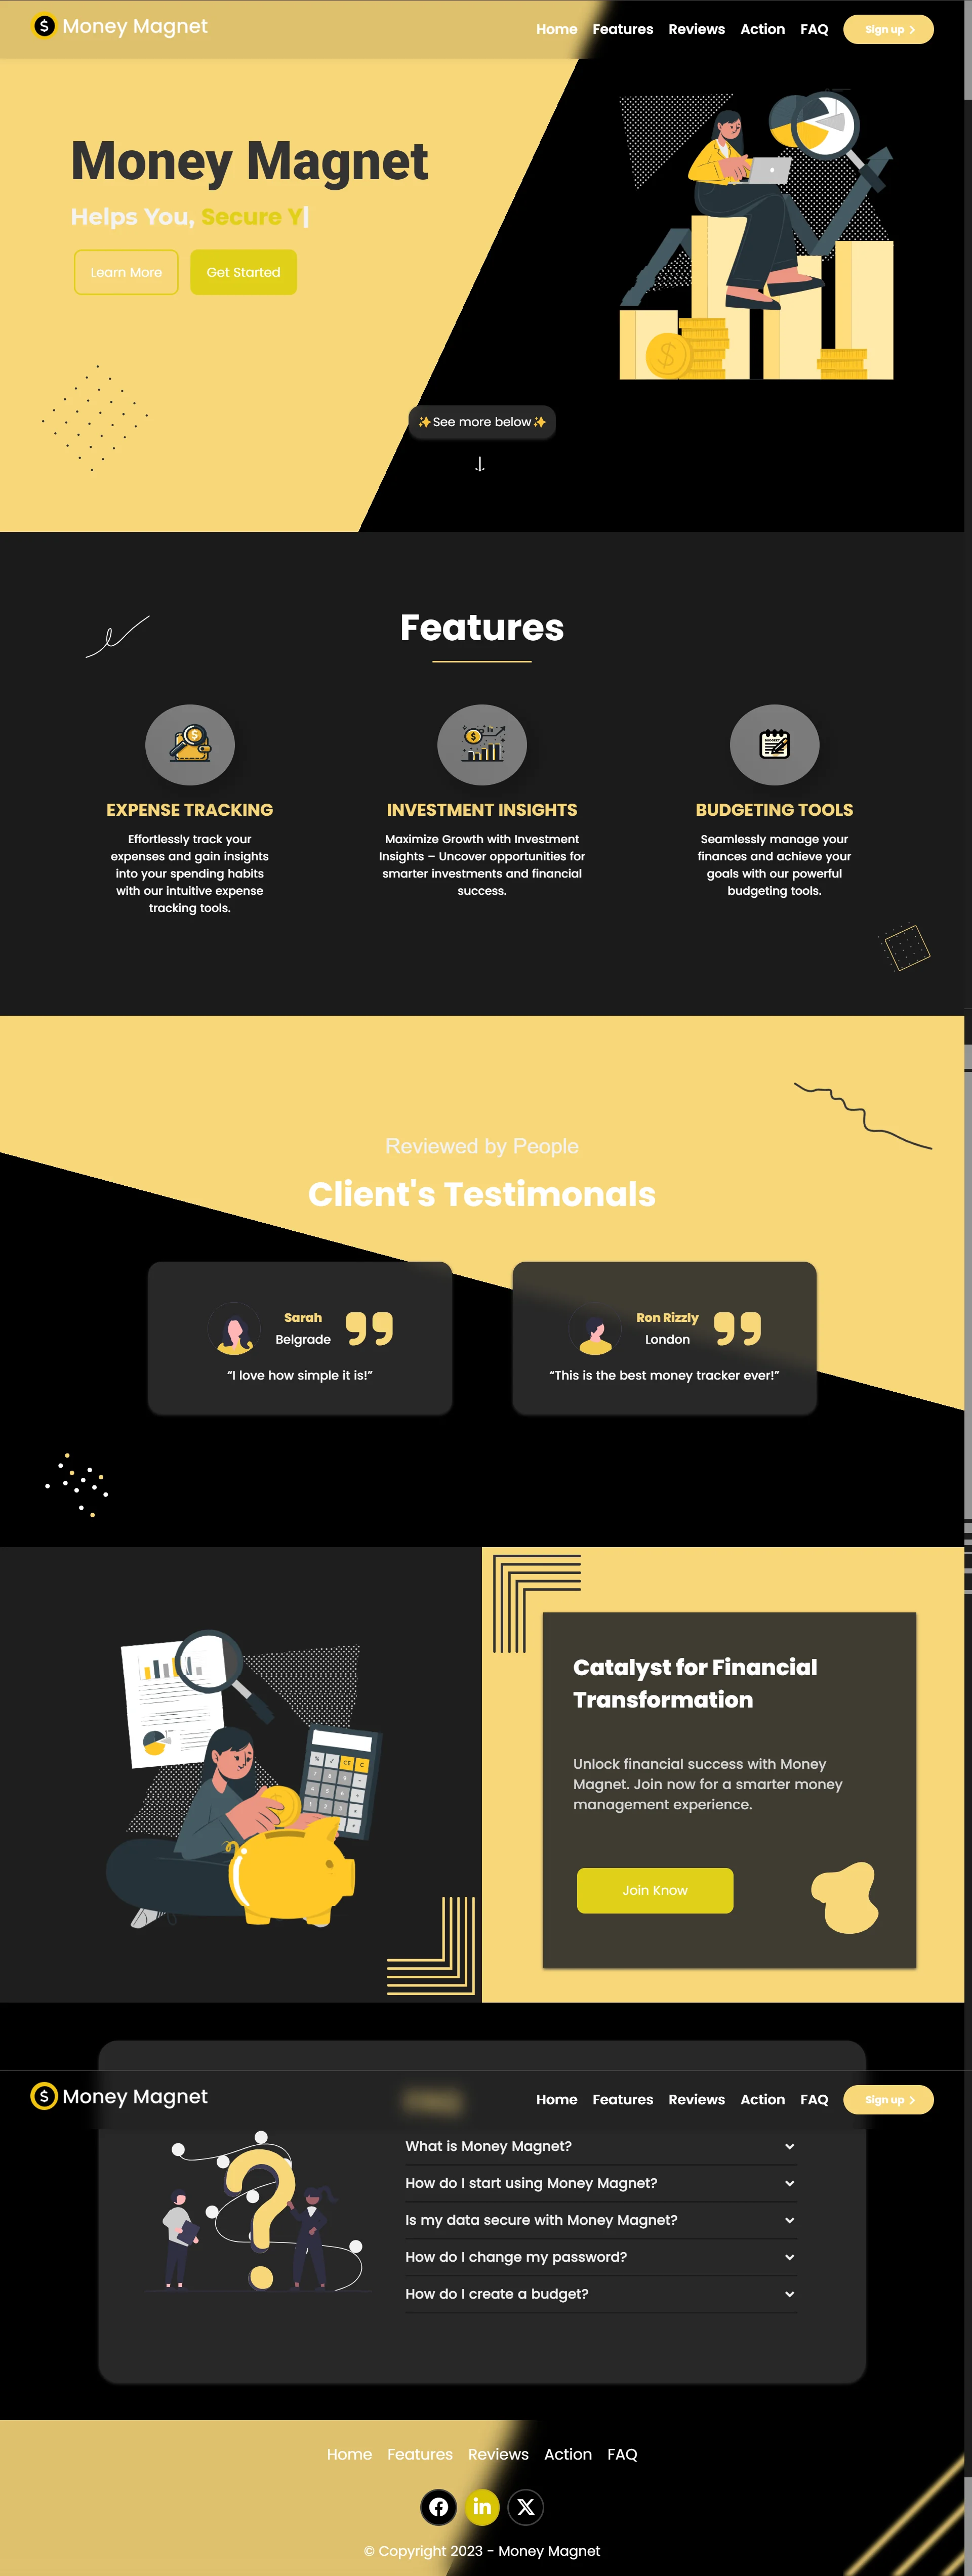 Money Magnet
Home Features Reviews Action FAQ Sign up
Money Magnet
Helps You, Secure Y|
Learn More Get Started
✨See more below✨
Features
EXPENSE TRACKING
Effortlessly track your
expenses and gain insights
into your spending habits
with our intuitive expense
tracking tools.
INVESTMENT INSIGHTS
Maximize Growth with Investment
Insights – Uncover opportunities for
smarter investments and financial
success.
BUDGETING TOOLS
Seamlessly manage your
finances and achieve your
goals with our powerful
budgeting tools.
Reviewed by People
Client's Testimonals
Sarah
Belgrade
“I love how simple it is!”
Ron Rizzly
London
“This is the best money tracker ever!”
Catalyst for Financial
Transformation
Unlock financial success with Money
Magnet. Join now for a smarter money
management experience.
Join Know
Money Magnet
Home Features Reviews Action FAQ Sign up
What is Money Magnet?
How do I start using Money Magnet?
Is my data secure with Money Magnet?
How do I change my password?
How do I create a budget?
Home Features Reviews Action FAQ
© Copyright 2023 - Money Magnet